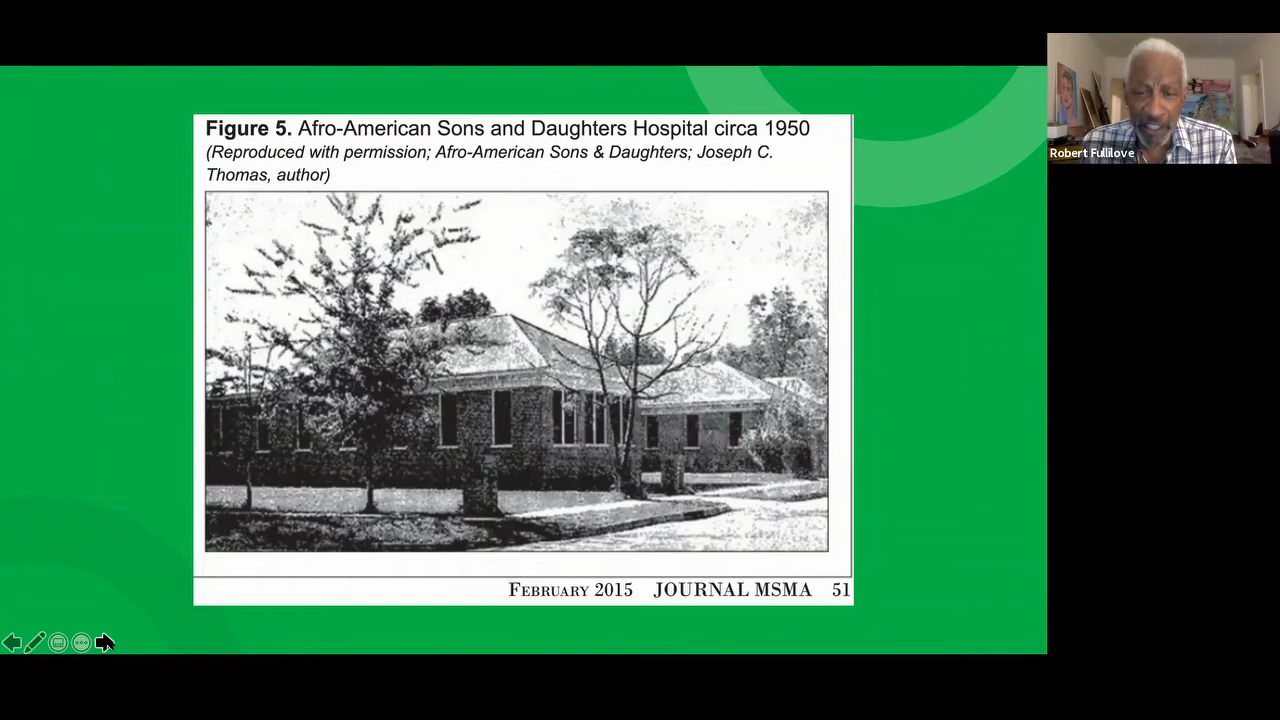 Figure 5. Afro-American Sons and Daughters Hospital circa 1950
(Reproduced with permission; Afro-American Sons & Daughters; Joseph C.
Thomas, author)
February 2015 JOURNAL MSMA 51
Robert Fullilove